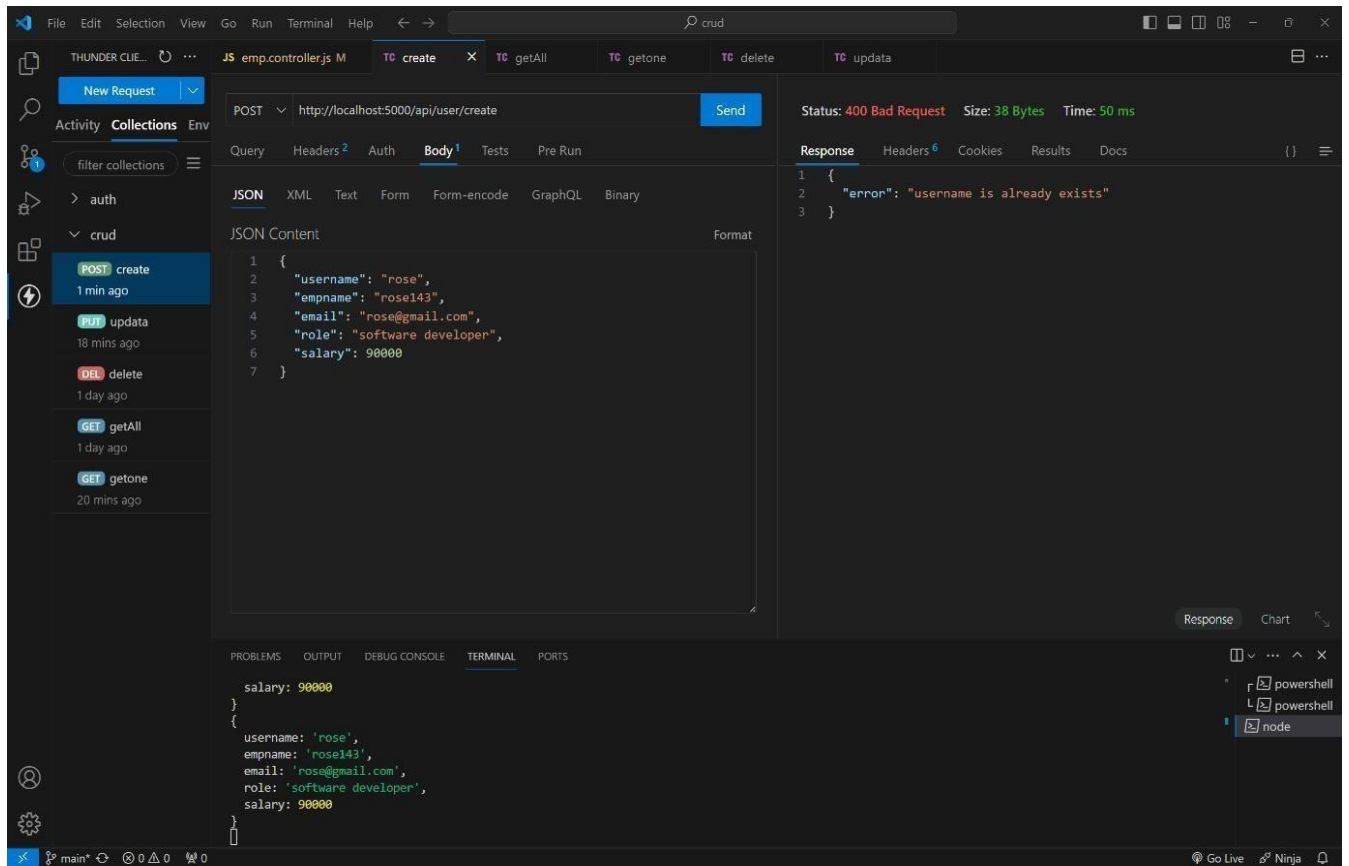 File Edit Selection View Go Run Terminal Help crud
THUNDER CLIE...
New Request
Activity Collections Env
filter collections
auth
crud
POST create
1 min ago
PUT updata
18 mins ago
DEL delete
1 day ago
GET getAll
1 day ago
GET getone
20 mins ago
JS emp.controller.js M TC create TC getAll TC getone TC delete TC updata
POST http://localhost:5000/api/user/create Send
Query Headers 2 Auth Body 1 Tests Pre Run
JSON XML Text Form Form-encode GraphQL Binary
JSON Content Format
1 {
2 "username": "rose",
3 "empname": "rose143",
4 "email": "rose@gmail.com",
5 "role": "software developer",
6 "salary": 90000
7 }
Status: 400 Bad Request Size: 38 Bytes Time: 50 ms
Response Headers 6 Cookies Results Docs {}
1 {
2 "error": "username is already exists"
3 }
Response Chart
PROBLEMS OUTPUT DEBUG CONSOLE TERMINAL PORTS
salary: 90000
}
{
username: 'rose',
empname: 'rose143',
email: 'rose@gmail.com',
role: 'software developer',
salary: 90000
}
powershell
powershell
node
main* 0 0 0 Go Live Ninja